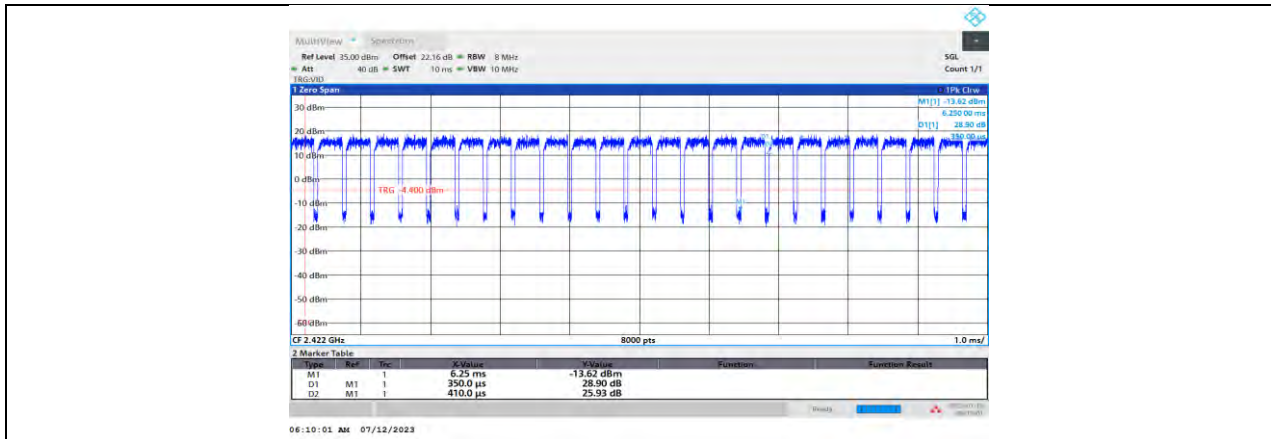 MultiView Spectrum
Ref Level 35.00 dBm Offset 22.16 dB RBW 8 MHz SGL
Att 40 dB SWT 10 ms VBW 10 MHz Count 1/1
TRG:VID
1 Zero Span 1Pk Clrw
M1[1] -13.62 dBm
30 dBm
6.250 00 ms
D1[1] 28.90 dB
20 dBm
350.00 µs
10 dBm
0 dBm
TRG -4.400 dBm
-10 dBm
-20 dBm
-30 dBm
-40 dBm
-50 dBm
-60 dBm
CF 2.422 GHz 8000 pts 1.0 ms/
2 Marker Table
Type Ref Trc X-Value Y-Value Function Function Result
M1 1 6.25 ms -13.62 dBm
D1 M1 1 350.0 µs 28.90 dB
D2 M1 1 410.0 µs 25.93 dB
Ready
06:10:01 AM 07/12/2023